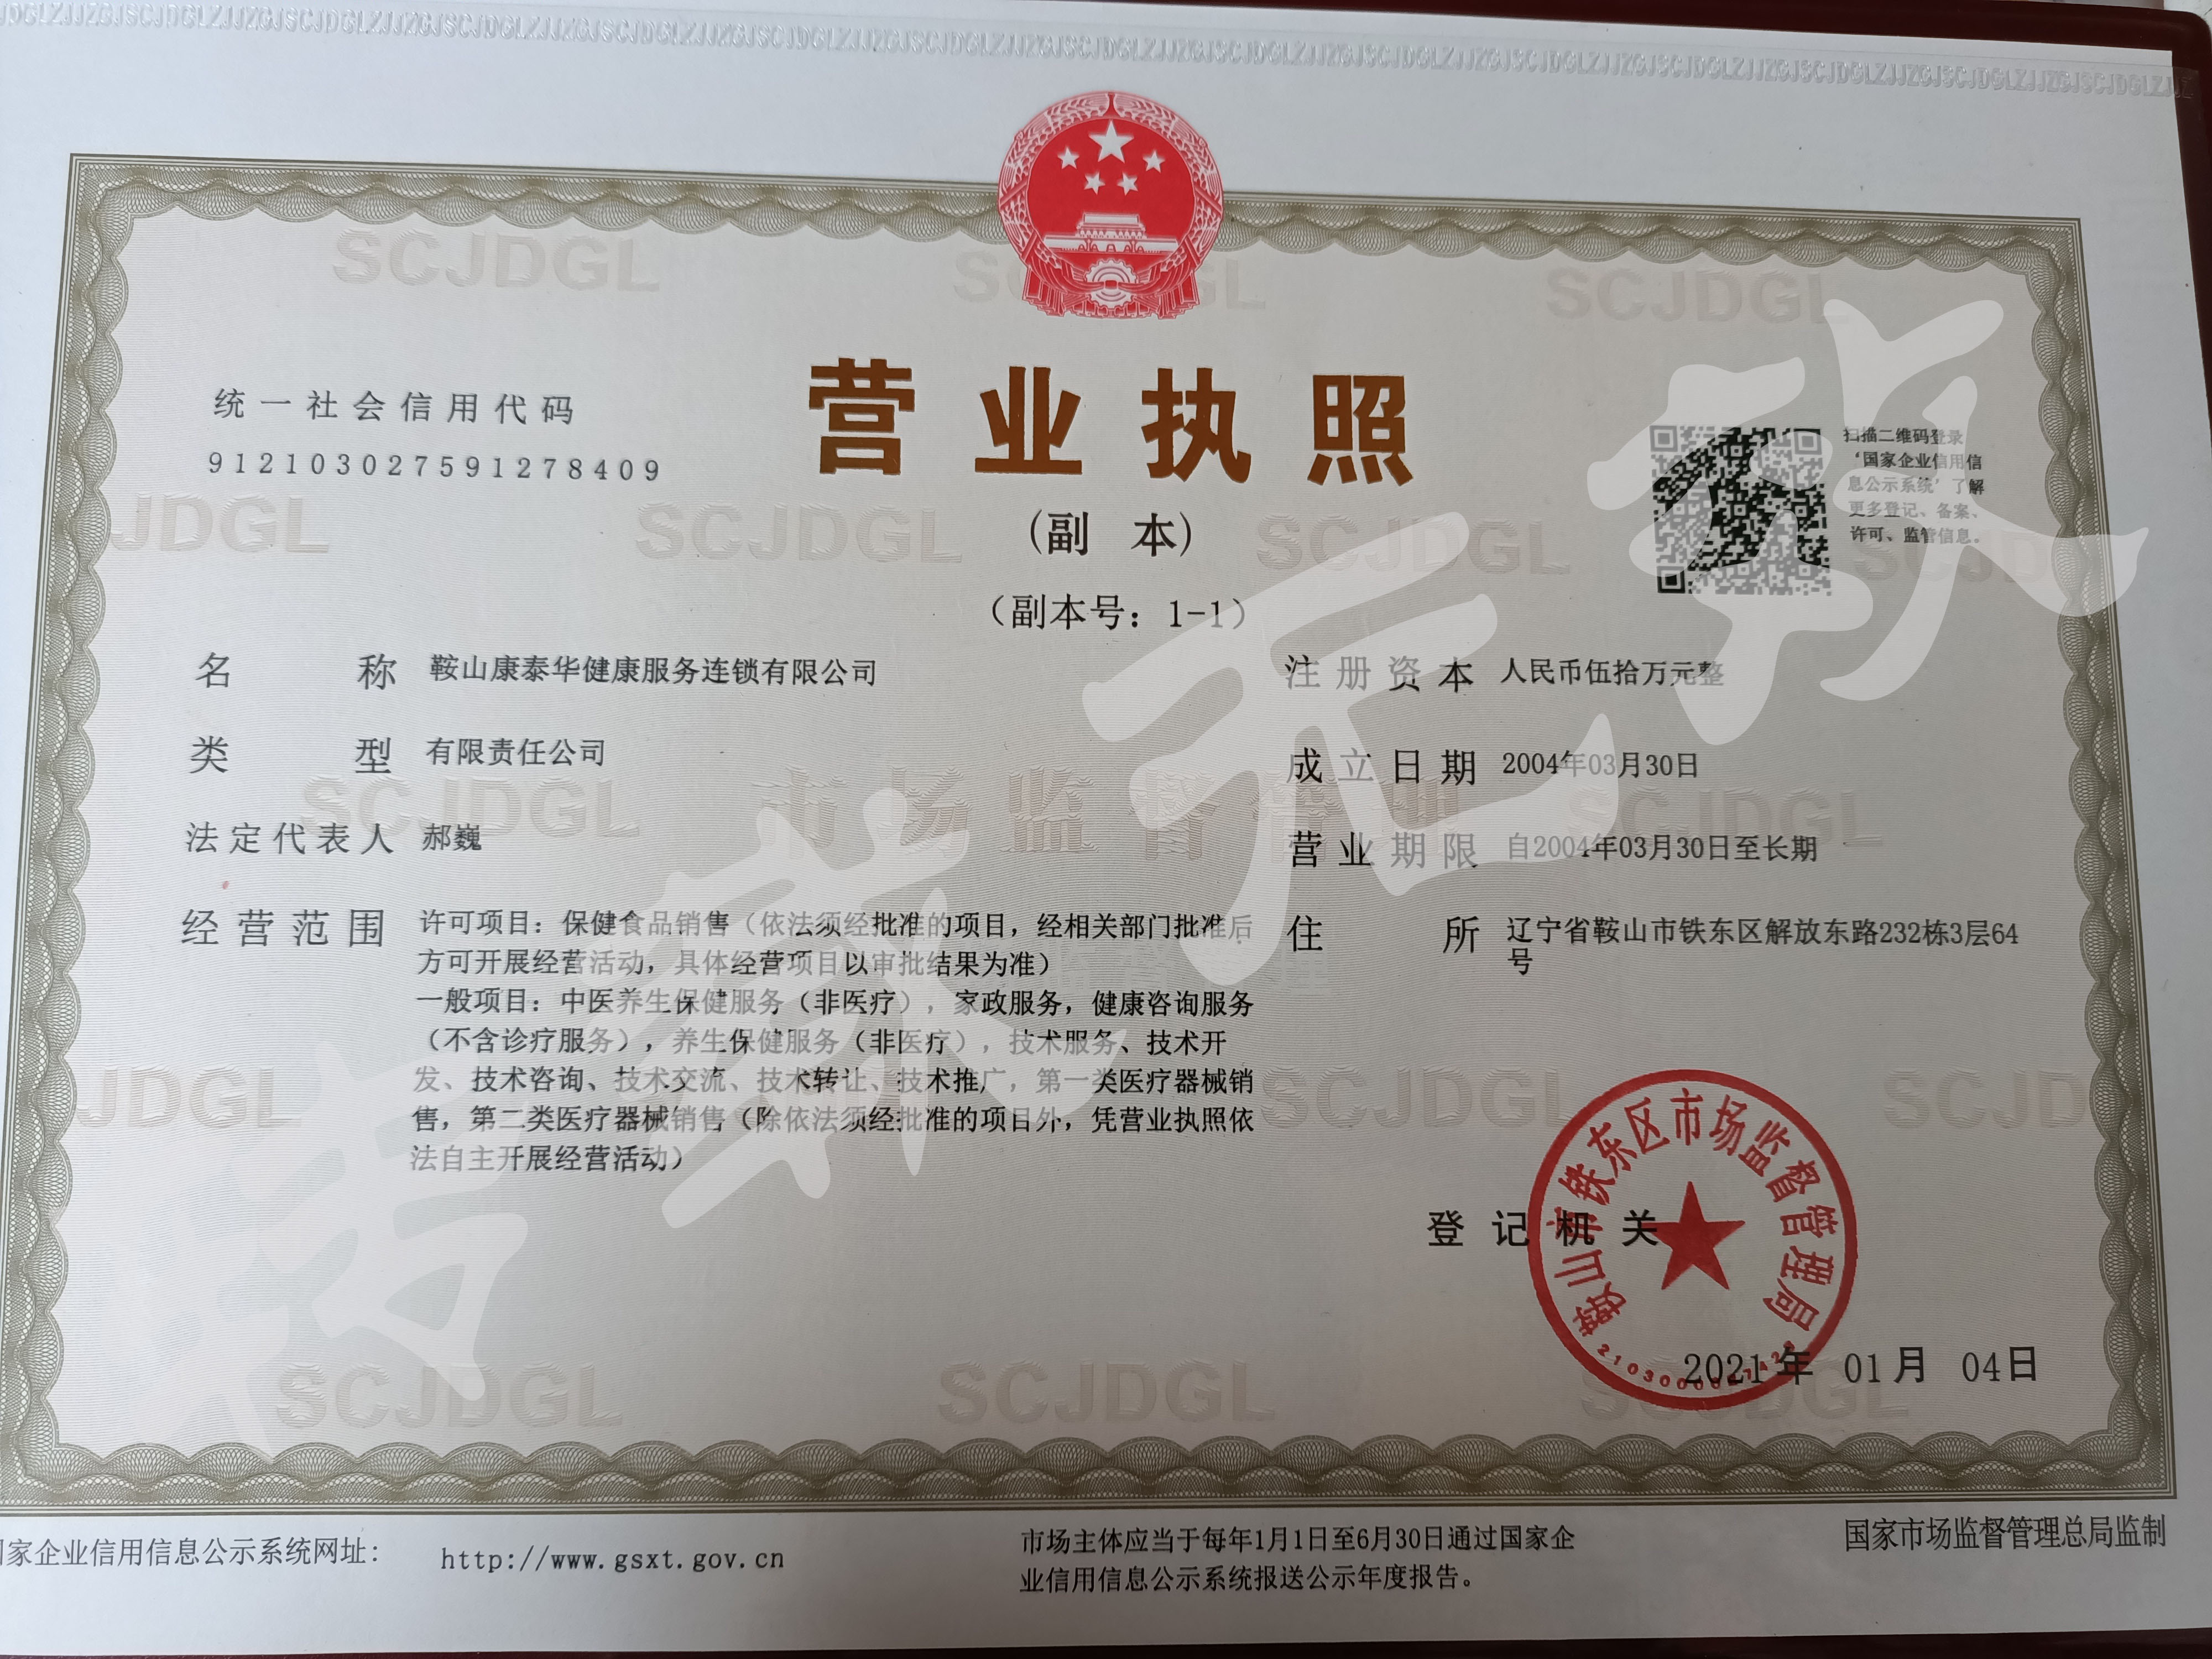 营业执照
(副 本)
(副本号：1-1)
统一社会信用代码
912103027591278409
扫描二维码登录
‘国家企业信用信
息公示系统’了解
更多登记、备案、
许可、监管信息。
名 称 鞍山康泰华健康服务连锁有限公司
类 型 有限责任公司
法定代表人 郝巍
经营范围 许可项目：保健食品销售（依法须经批准的项目，经相关部门批准后
方可开展经营活动，具体经营项目以审批结果为准）
一般项目：中医养生保健服务（非医疗），家政服务，健康咨询服务
（不含诊疗服务），养生保健服务（非医疗），技术服务、技术开
发、技术咨询、技术交流、技术转让、技术推广，第一类医疗器械销
售，第二类医疗器械销售（除依法须经批准的项目外，凭营业执照依
法自主开展经营活动）
注册资本 人民币伍拾万元整
成立日期 2004年03月30日
营业期限 自2004年03月30日至长期
住 所 辽宁省鞍山市铁东区解放东路232栋3层64
号
登记机关
鞍山市铁东区市场监督管理局
2021年 01月 04日
SCJDGL
市场监督管理
转载无效
家企业信用信息公示系统网址：
http://www.gsxt.gov.cn
市场主体应当于每年1月1日至6月30日通过国家企
业信用信息公示系统报送公示年度报告。
国家市场监督管理总局监制